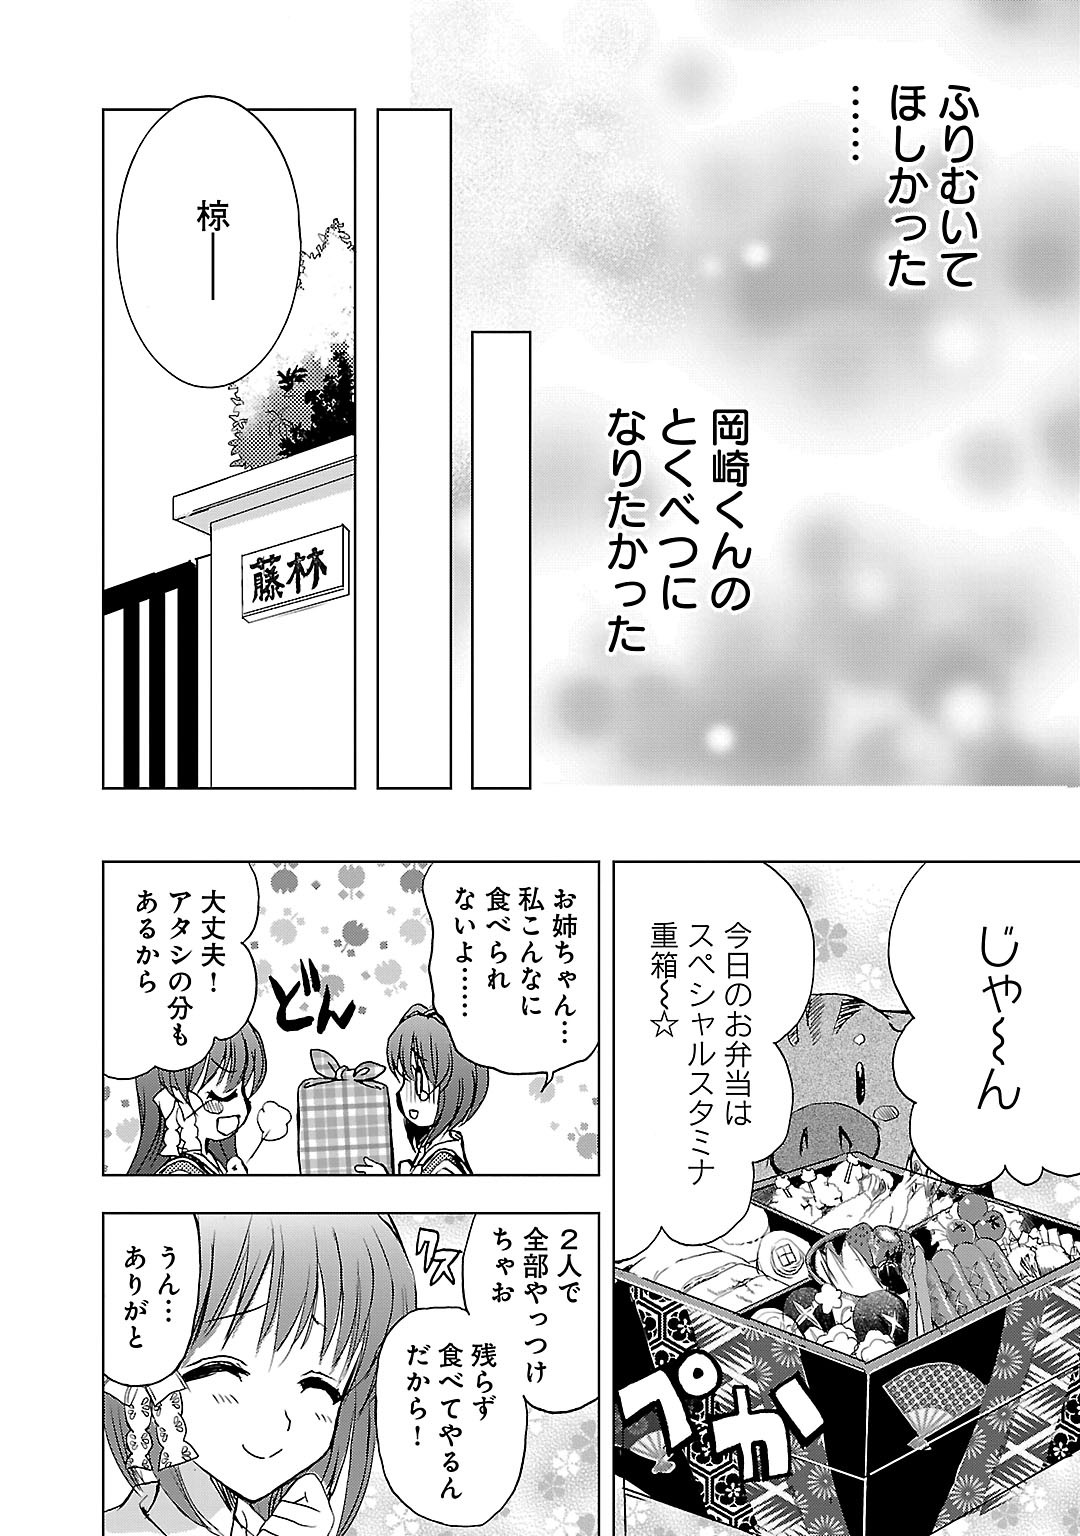 ふりむいて
ほしかった
……
岡崎くんの
とくべつに
なりたかった
椋
——
藤林
じゃ〜ん
今日のお弁当は
スペシャルスタミナ
重箱〜☆
パカ
お姉ちゃん…
私こんなに
食べられ
ないよ……
どん
大丈夫!
アタシの分も
あるから
2人で
全部やっつけ
ちゃお
残らず
食べてやるん
だから!
クスッ
うん…
ありがと